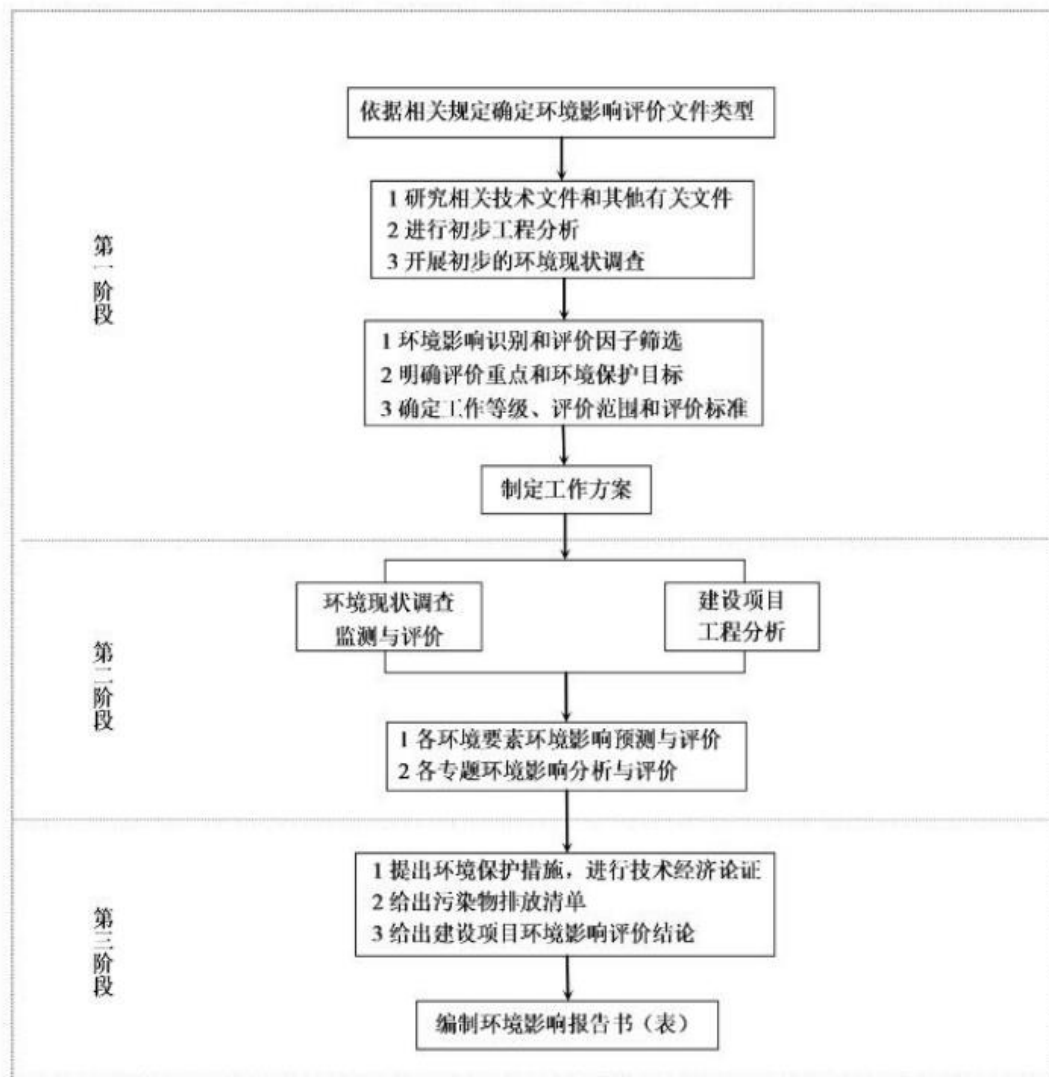 依据相关规定确定环境影响评价文件类型
1 研究相关技术文件和其他有关文件
2 进行初步工程分析
3 开展初步的环境现状调查
第一阶段
1 环境影响识别和评价因子筛选
2 明确评价重点和环境保护目标
3 确定工作等级、评价范围和评价标准
制定工作方案
环境现状调查
监测与评价
建设项目
工程分析
第二阶段
1 各环境要素环境影响预测与评价
2 各专题环境影响分析与评价
1 提出环境保护措施，进行技术经济论证
2 给出污染物排放清单
3 给出建设项目环境影响评价结论
第三阶段
编制环境影响报告书（表）